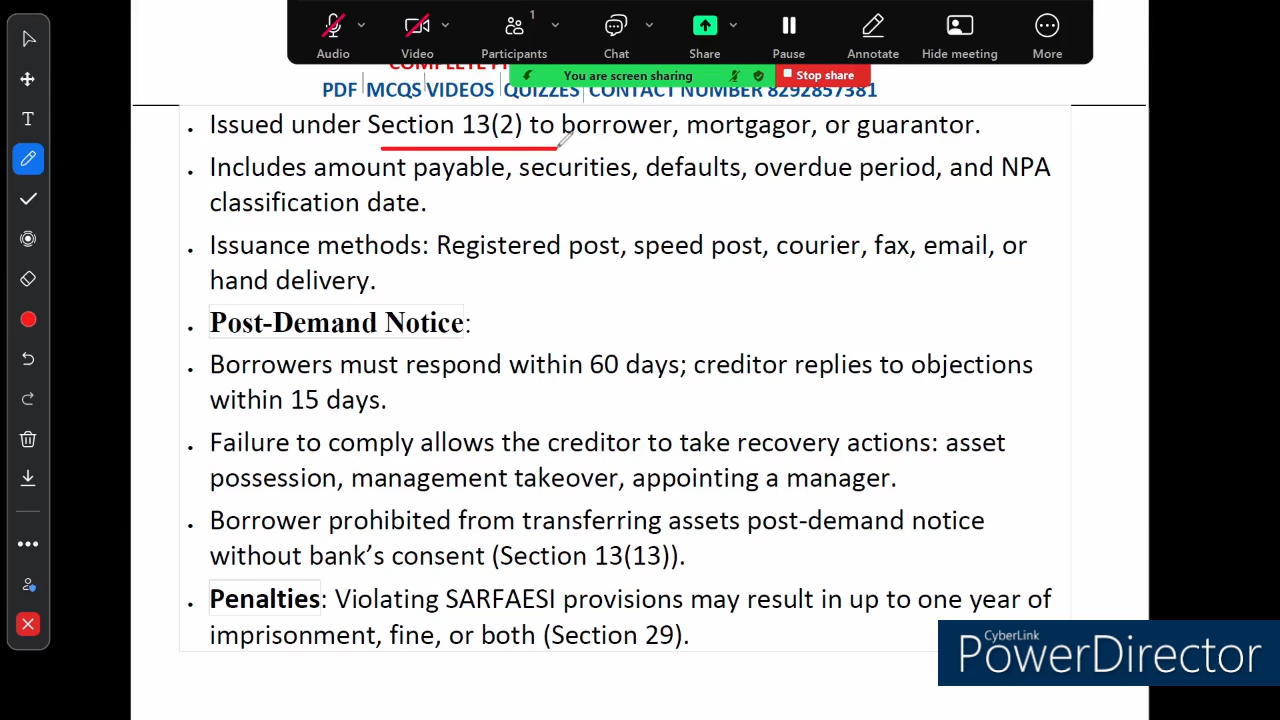 1
Audio
Video
Participants
Chat
Share
Pause
Annotate
Hide meeting
More
You are screen sharing
Stop share
PDF MCQS VIDEOS QUIZZES CONTACT NUMBER 8292857381
T
• Issued under Section 13(2) to borrower, mortgagor, or guarantor.
• Includes amount payable, securities, defaults, overdue period, and NPA
classification date.
• Issuance methods: Registered post, speed post, courier, fax, email, or
hand delivery.
• Post-Demand Notice:
• Borrowers must respond within 60 days; creditor replies to objections
within 15 days.
• Failure to comply allows the creditor to take recovery actions: asset
possession, management takeover, appointing a manager.
• Borrower prohibited from transferring assets post-demand notice
without bank’s consent (Section 13(13)).
• Penalties: Violating SARFAESI provisions may result in up to one year of
imprisonment, fine, or both (Section 29).
CyberLink
PowerDirector